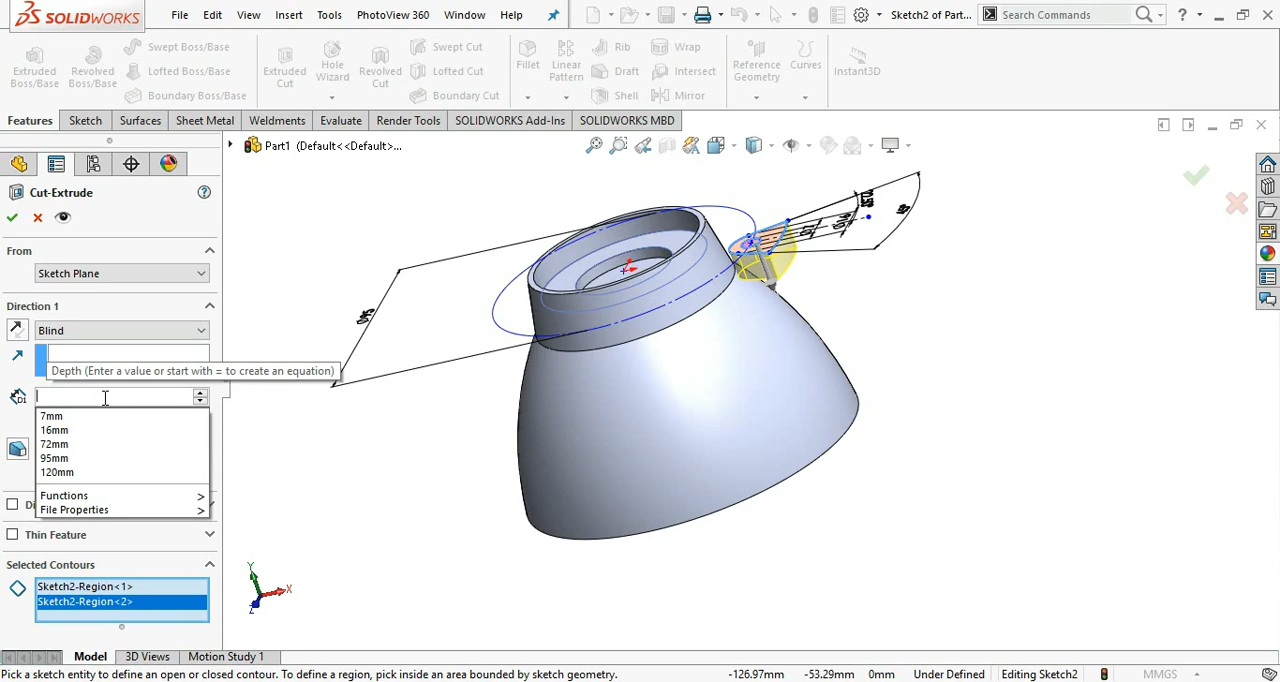 SOLIDWORKS
File Edit View Insert Tools PhotoView 360 Window Help
Sketch2 of Part...
Search Commands
?
Extruded Boss/Base
Revolved Boss/Base
Swept Boss/Base
Lofted Boss/Base
Boundary Boss/Base
Extruded Cut
Hole Wizard
Revolved Cut
Swept Cut
Lofted Cut
Boundary Cut
Fillet
Linear Pattern
Rib
Draft
Shell
Wrap
Intersect
Mirror
Reference Geometry
Curves
Instant3D
Features Sketch Surfaces Sheet Metal Weldments Evaluate Render Tools SOLIDWORKS Add-Ins SOLIDWORKS MBD
Part1 (Default<<Default>...
Cut-Extrude
?
From
Sketch Plane
Direction 1
Blind
Depth (Enter a value or start with = to create an equation)
D1
7mm
16mm
72mm
95mm
120mm
Functions >
File Properties >
Di
Thin Feature
Selected Contours
Sketch2-Region<1>
Sketch2-Region<2>
Y
X
Z
Model 3D Views Motion Study 1
Pick a sketch entity to define an open or closed contour. To define a region, pick inside an area bounded by sketch geometry.
-126.97mm -53.29mm 0mm Under Defined Editing Sketch2 MMGS